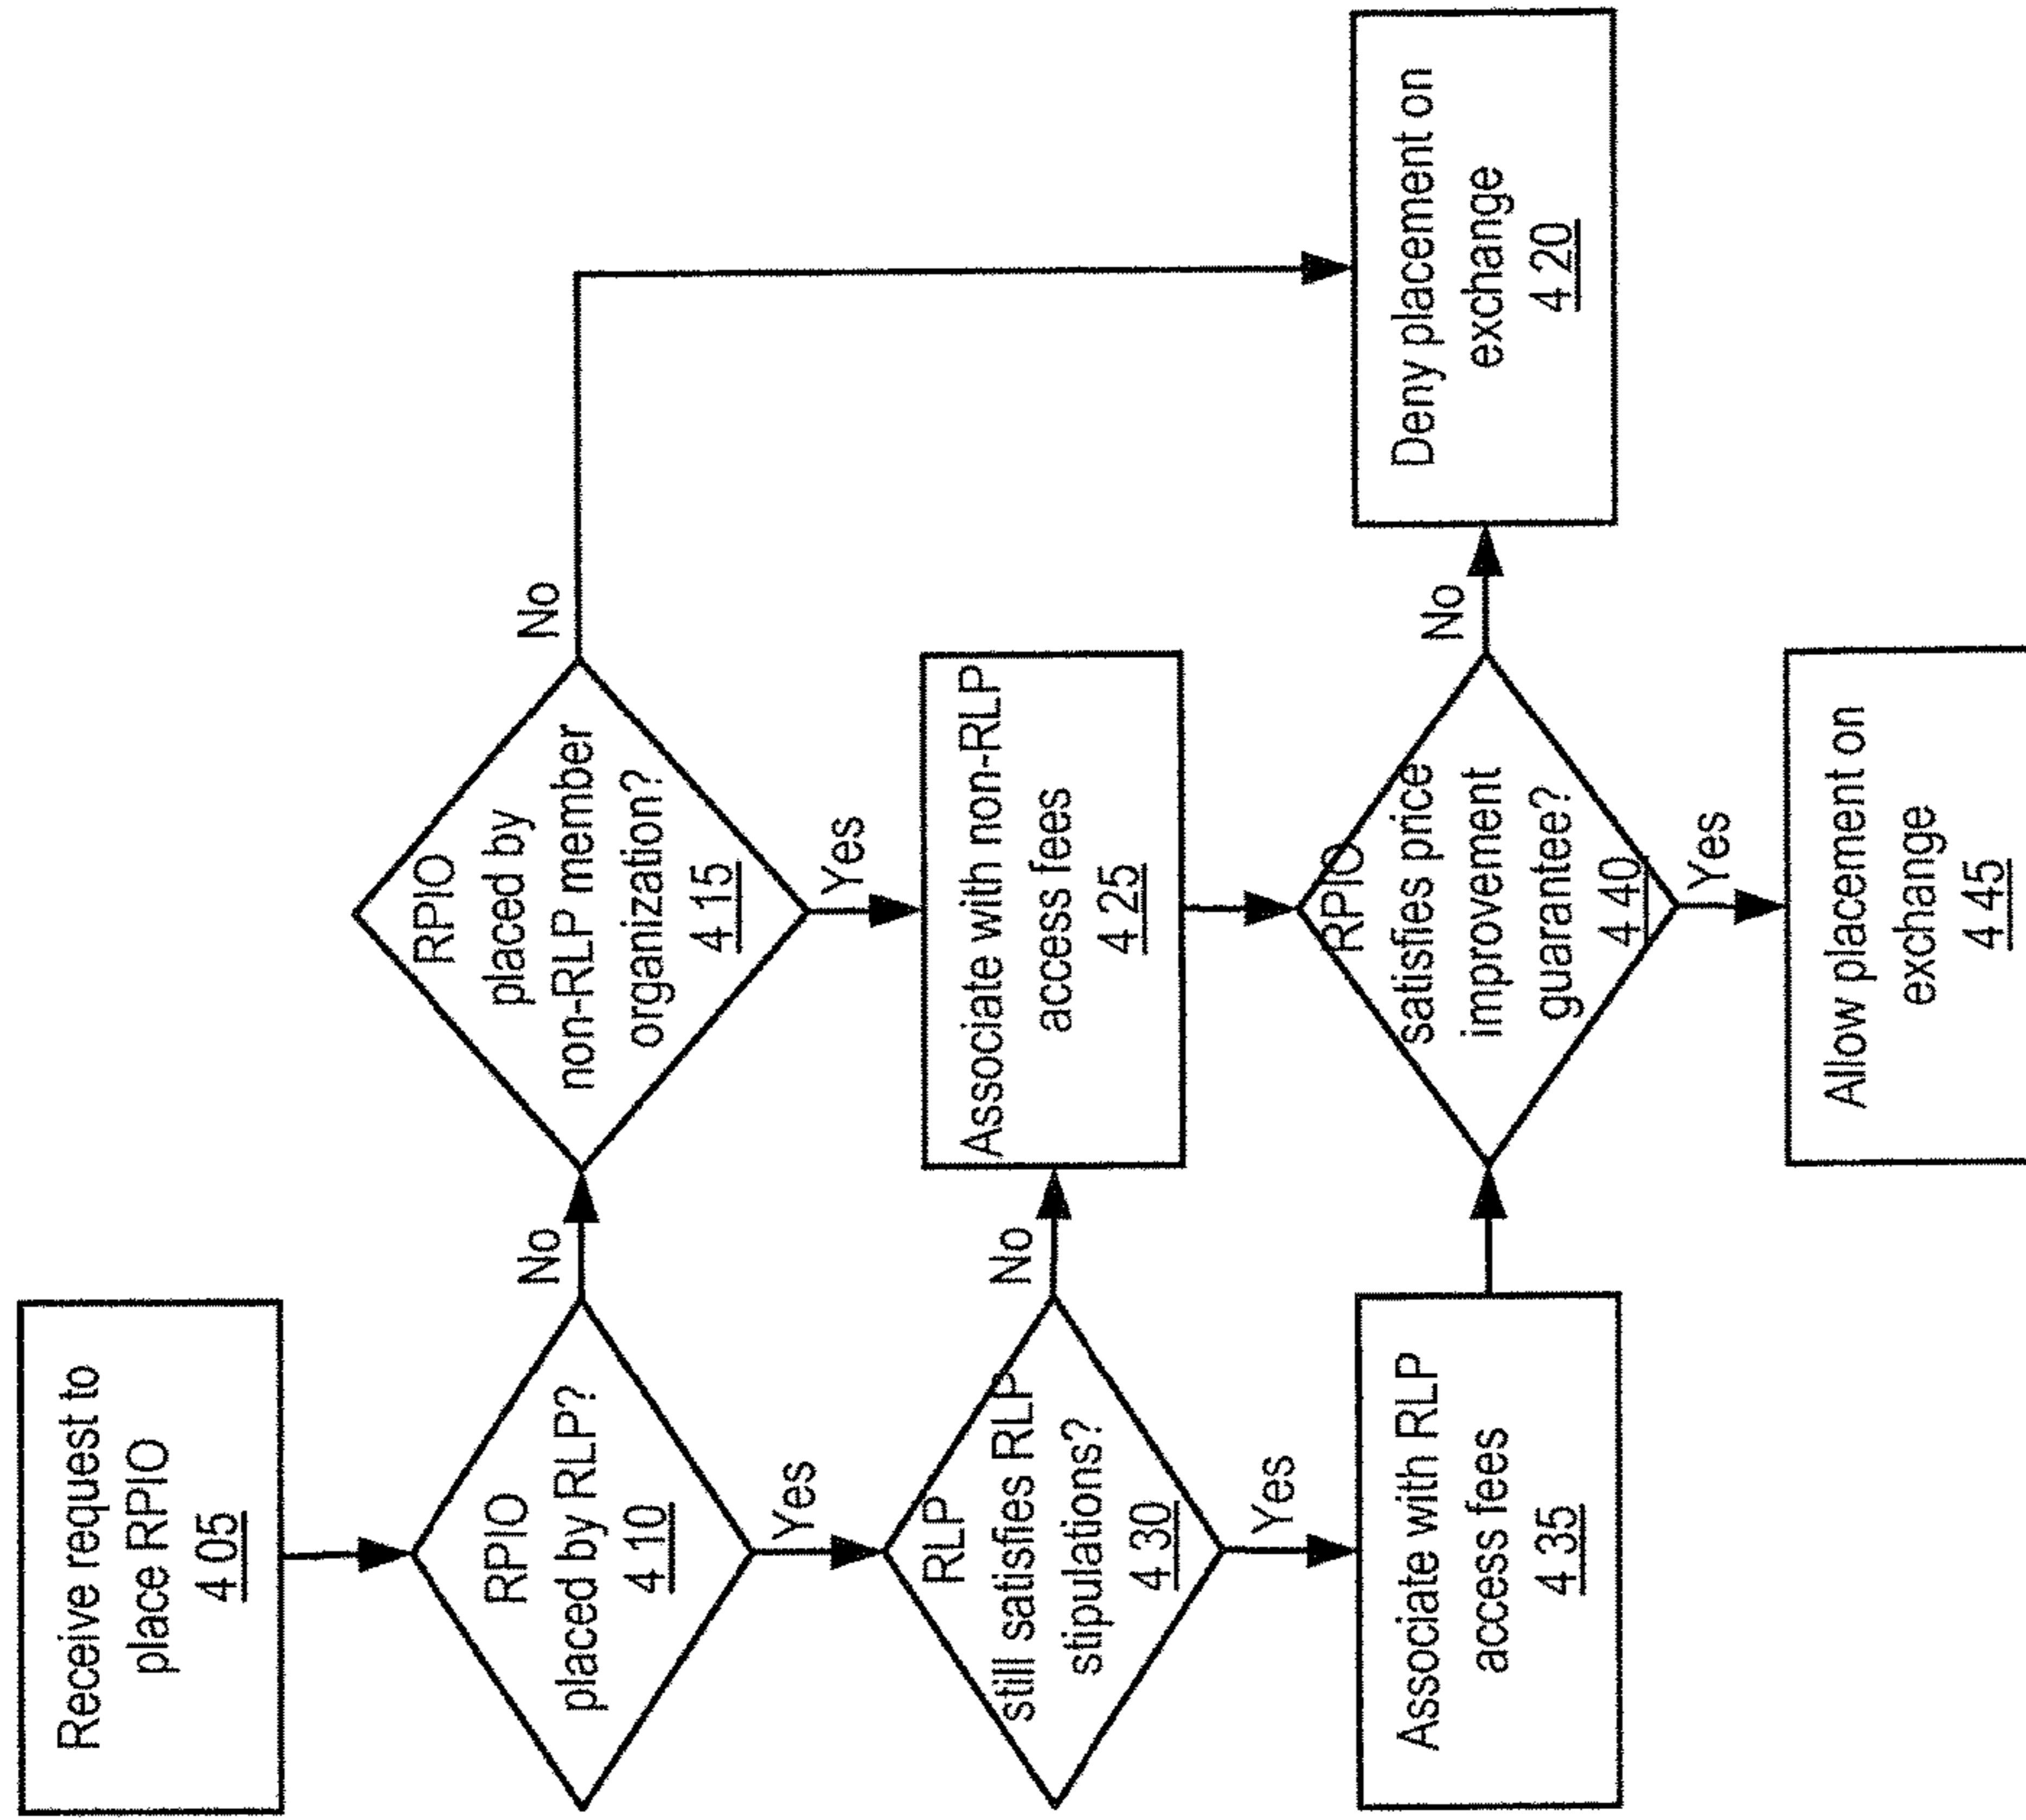 Receive request to
place RPIO
4 05
RPIO
placed by RLP?
4 10
No
Yes
RPIO
placed by
non-RLP member
organization?
4 15
No
Yes
RLP
still satisfies RLP
stipulations?
4 30
No
Yes
Associate with non-RLP
access fees
4 25
Associate with RLP
access fees
4 35
RPIO
satisfies price
improvement
guarantee?
4 40
No
Yes
Deny placement on
exchange
4 20
Allow placement on
exchange
4 45